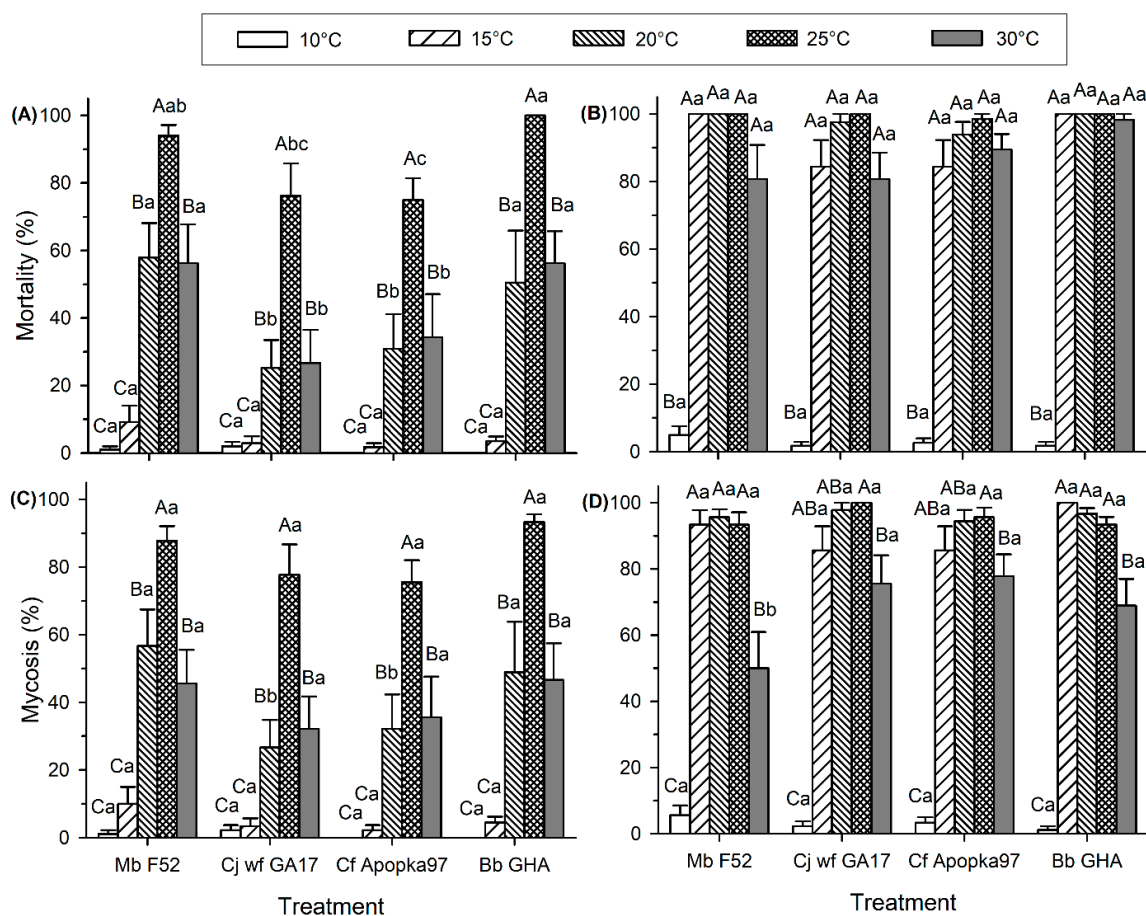 10°C 15°C 20°C 25°C 30°C
(A)
Mortality (%)
100
80
60
40
20
0
Ca Ca Ba Aab Ba
Ca Ca Bb Abc Bb
Ca Ca Bb Ac Bb
Ca Ca Ba Aa Ba
(B)
100
80
60
40
20
0
Ba Aa Aa Aa Aa
Ba Aa Aa Aa Aa
Ba Aa Aa Aa Aa
Ba Aa Aa Aa Aa
(C)
Mycosis (%)
100
80
60
40
20
0
Ca Ca Ba Aa Ba
Ca Ca Bb Aa Ba
Ca Ca Bb Aa Ba
Ca Ca Ba Aa Ba
Mb F52 Cj wf GA17 Cf Apopka97 Bb GHA
Treatment
(D)
100
80
60
40
20
0
Ca Aa Aa Aa Bb
Ca ABa ABa Aa Ba
Ca ABa ABa Aa Ba
Ca Aa Aa Aa Ba
Mb F52 Cj wf GA17 Cf Apopka97 Bb GHA
Treatment